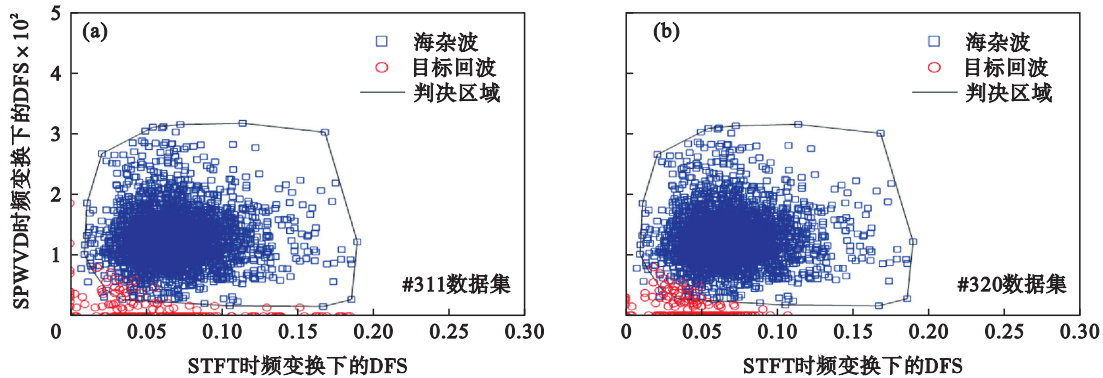 (a)
海杂波
目标回波
判决区域
#311数据集
SPWVD时频变换下的DFS×10²
5
4
3
2
1
0
0.05
0.10
0.15
0.20
0.25
0.30
STFT时频变换下的DFS
(b)
海杂波
目标回波
判决区域
#320数据集
0
0.05
0.10
0.15
0.20
0.25
0.30
STFT时频变换下的DFS